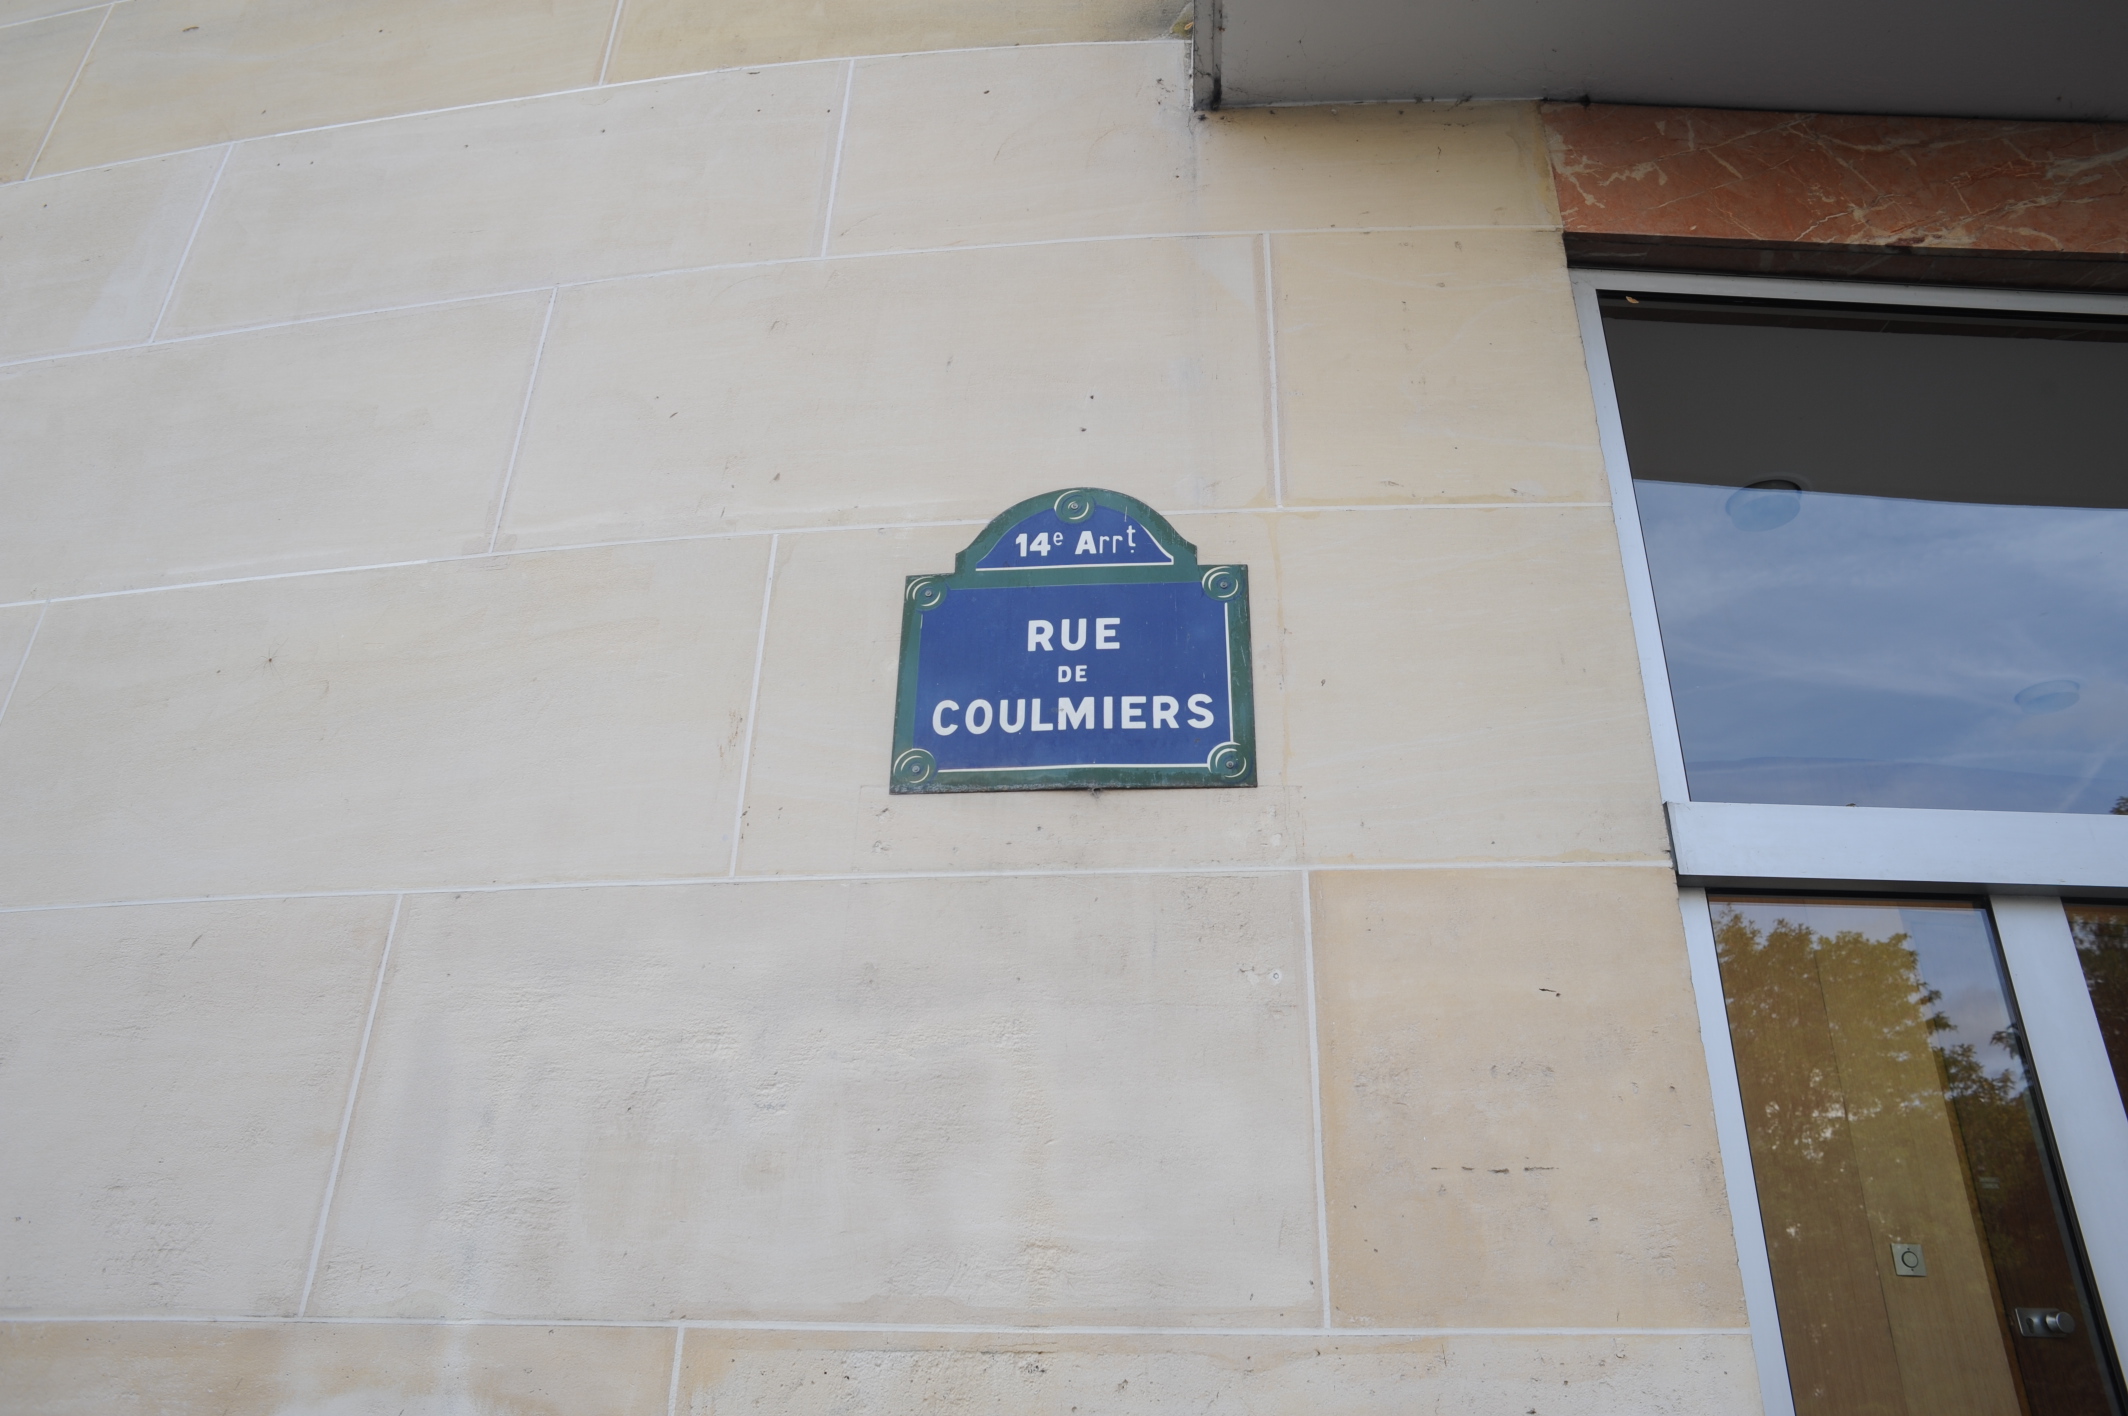 14e Arrt
RUE
DE
COULMIERS